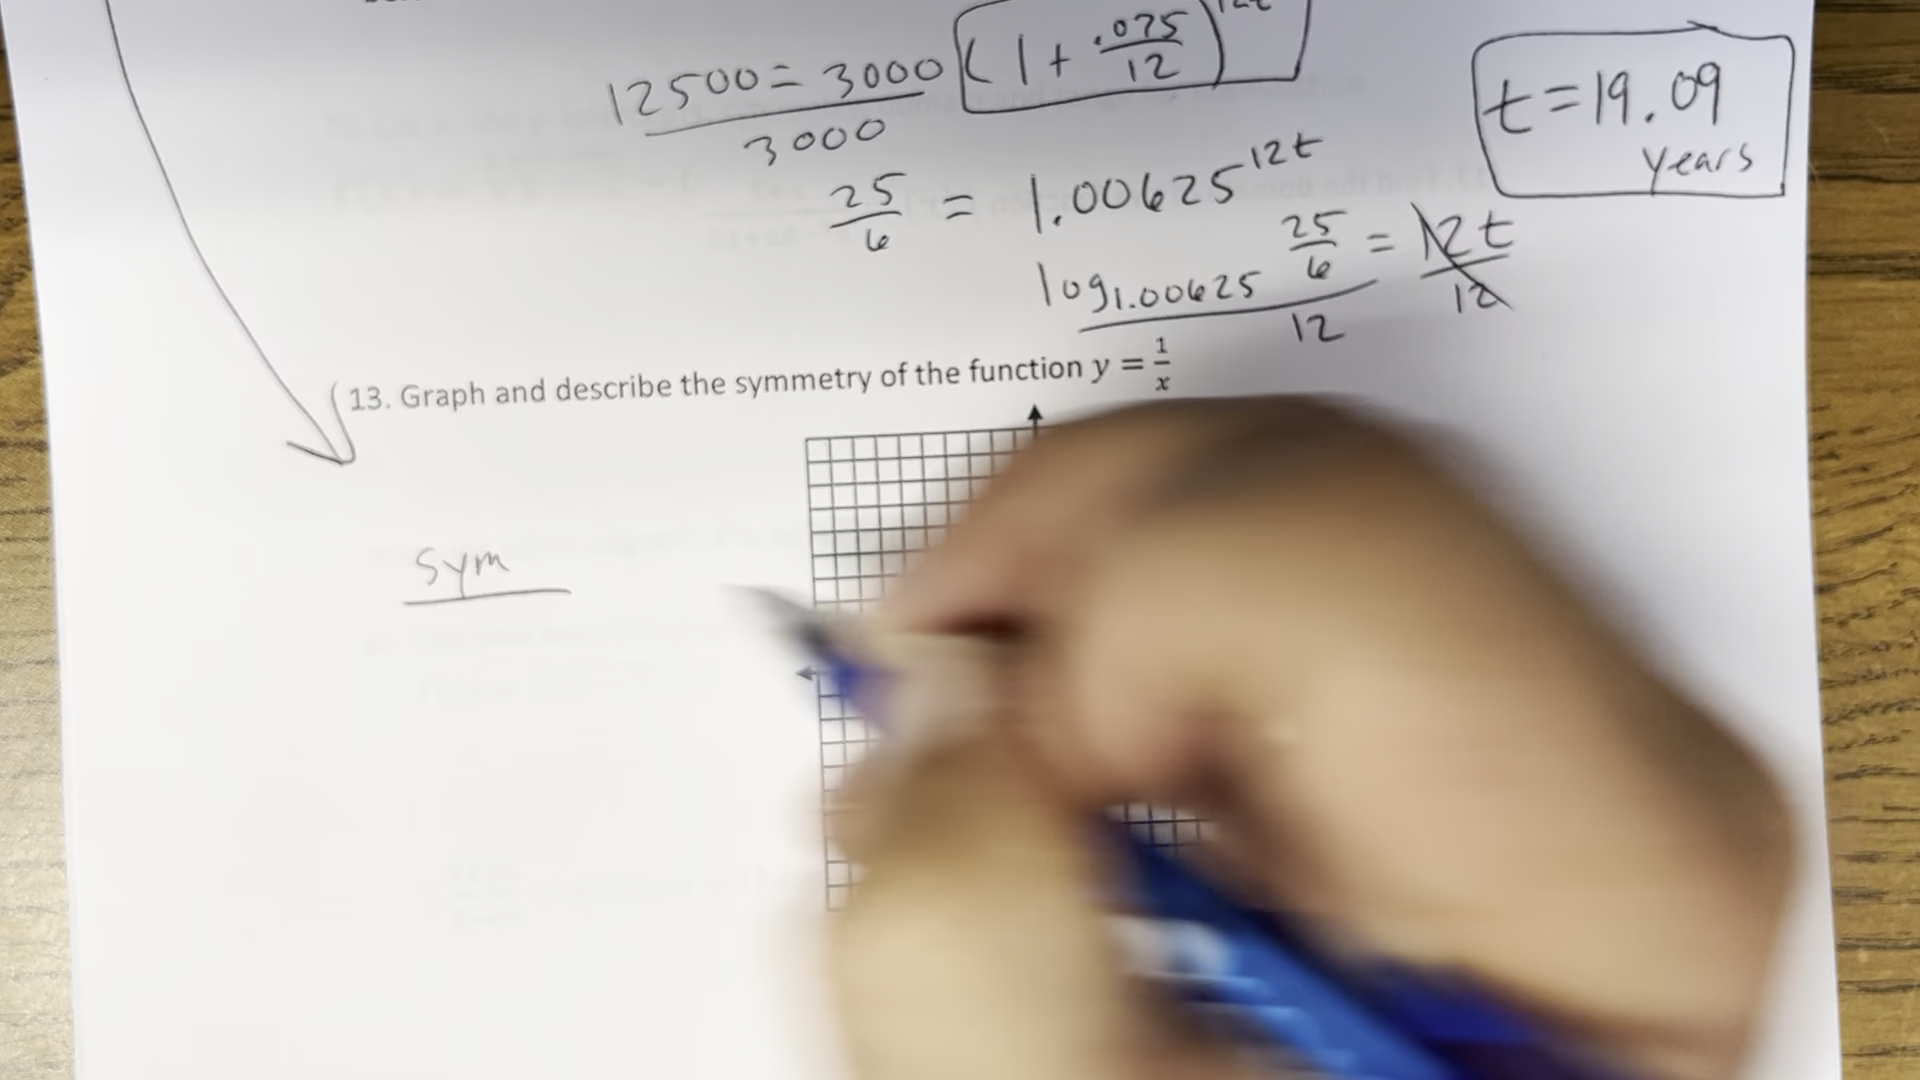 12500 = 3000 (1 + .075/12)^12t
3000
t = 19.09
years
25/6 = 1.00625^12t
log1.00625 25/6 = 12t
12 12
13. Graph and describe the symmetry of the function y = 1/x
Sym